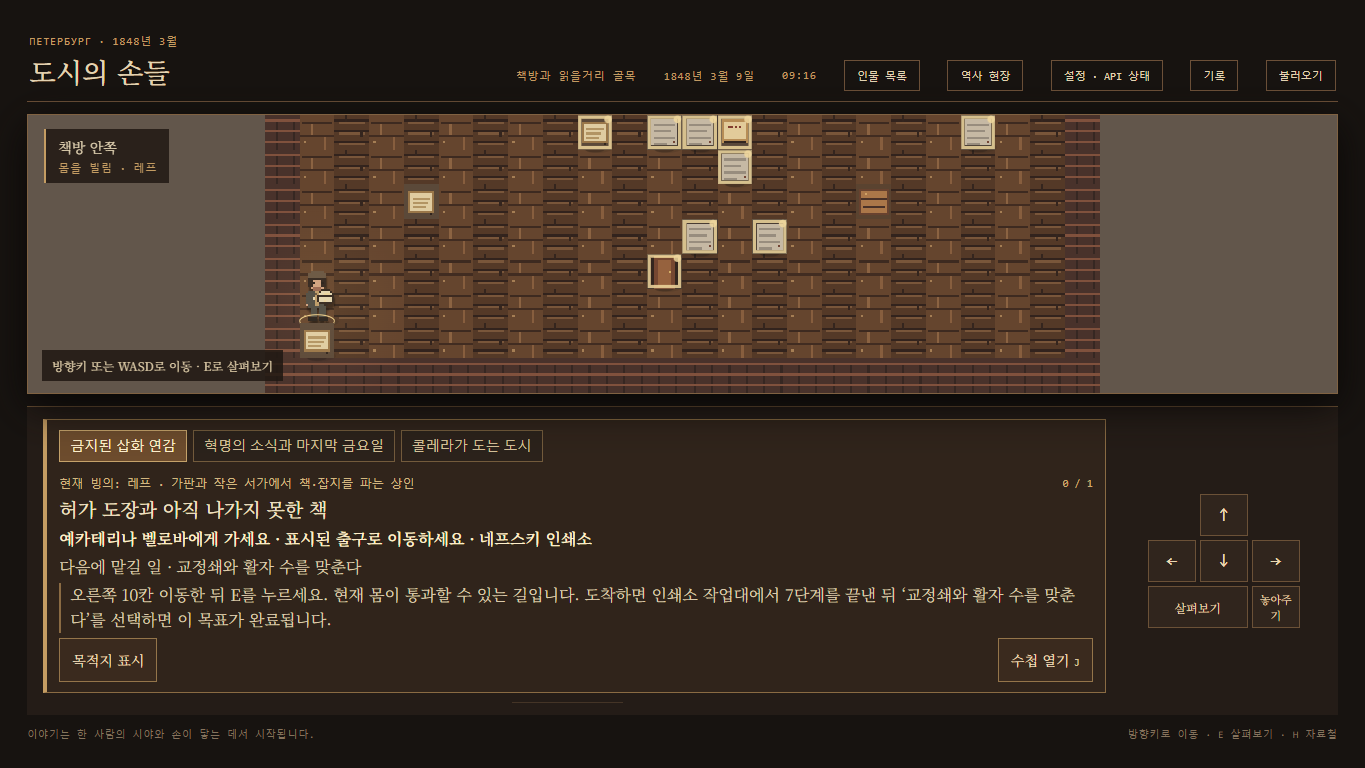 ПЕТЕРБУРГ · 1848년 3월
도시의 손들
책방과 읽을거리 골목
1848년 3월 9일
09:16
인물 목록
역사 현장
설정 · API 상태
기록
불러오기
책방 안쪽
몸을 빌림 · 레프
방향키 또는 WASD로 이동 · E로 살펴보기
금지된 삽화 연감
혁명의 소식과 마지막 금요일
콜레라가 도는 도시
현재 빙의: 레프 · 가판과 작은 서가에서 책·잡지를 파는 상인
0 / 1
허가 도장과 아직 나가지 못한 책
예카테리나 벨로바에게 가세요 · 표시된 출구로 이동하세요 · 네프스키 인쇄소
다음에 맡길 일 · 교정쇄와 활자 수를 맞춘다
오른쪽 10칸 이동한 뒤 E를 누르세요. 현재 몸이 통과할 수 있는 길입니다. 도착하면 인쇄소 작업대에서 7단계를 끝낸 뒤 ‘교정쇄와 활자 수를 맞춘
다’를 선택하면 이 목표가 완료됩니다.
목적지 표시
수첩 열기 J
↑
← ↓ →
살펴보기
놓아주
기
이야기는 한 사람의 시야와 손이 닿는 데서 시작됩니다.
방향키로 이동 · E 살펴보기 · H 자료철